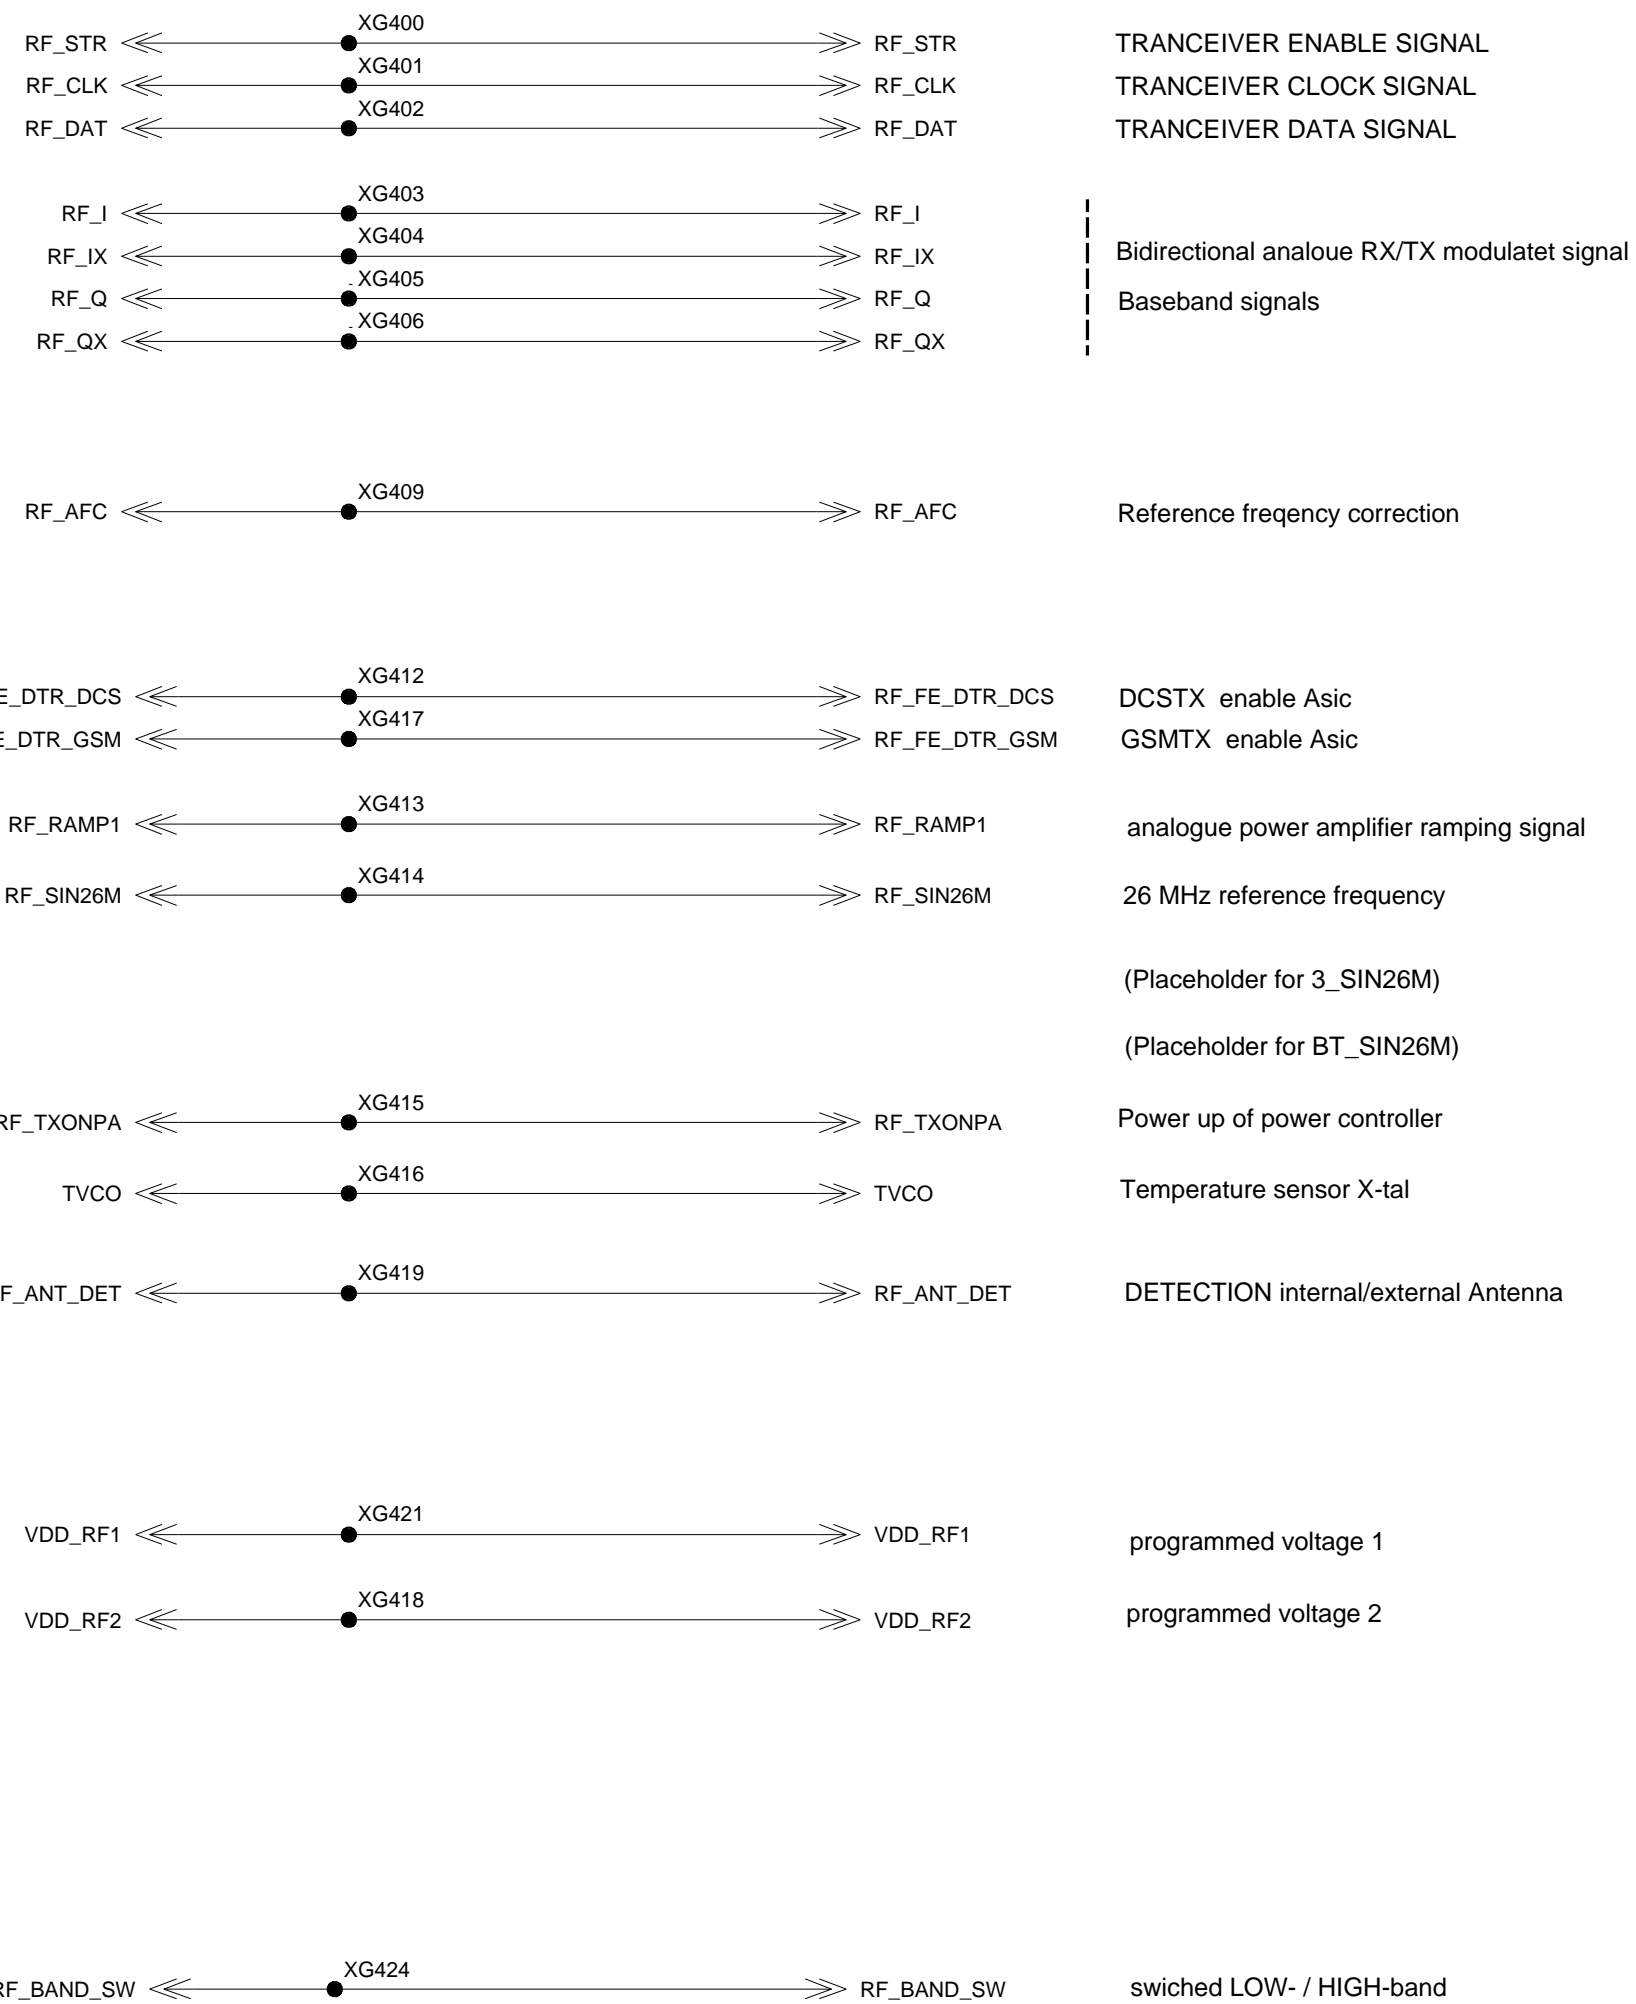 XG400
RF_STR RF_STR TRANCEIVER ENABLE SIGNAL
XG401
RF_CLK RF_CLK TRANCEIVER CLOCK SIGNAL
XG402
RF_DAT RF_DAT TRANCEIVER DATA SIGNAL
XG403
RF_I RF_I
XG404
RF_IX RF_IX Bidirectional analoue RX/TX modulatet signal
XG405
RF_Q RF_Q Baseband signals
XG406
RF_QX RF_QX
XG409
RF_AFC RF_AFC Reference freqency correction
XG412
E_DTR_DCS RF_FE_DTR_DCS DCSTX enable Asic
XG417
E_DTR_GSM RF_FE_DTR_GSM GSMTX enable Asic
XG413
RF_RAMP1 RF_RAMP1 analogue power amplifier ramping signal
XG414
RF_SIN26M RF_SIN26M 26 MHz reference frequency
(Placeholder for 3_SIN26M)
(Placeholder for BT_SIN26M)
XG415
RF_TXONPA RF_TXONPA Power up of power controller
XG416
TVCO TVCO Temperature sensor X-tal
XG419
F_ANT_DET RF_ANT_DET DETECTION internal/external Antenna
XG421
VDD_RF1 VDD_RF1 programmed voltage 1
XG418
VDD_RF2 VDD_RF2 programmed voltage 2
XG424
RF_BAND_SW RF_BAND_SW swiched LOW- / HIGH-band